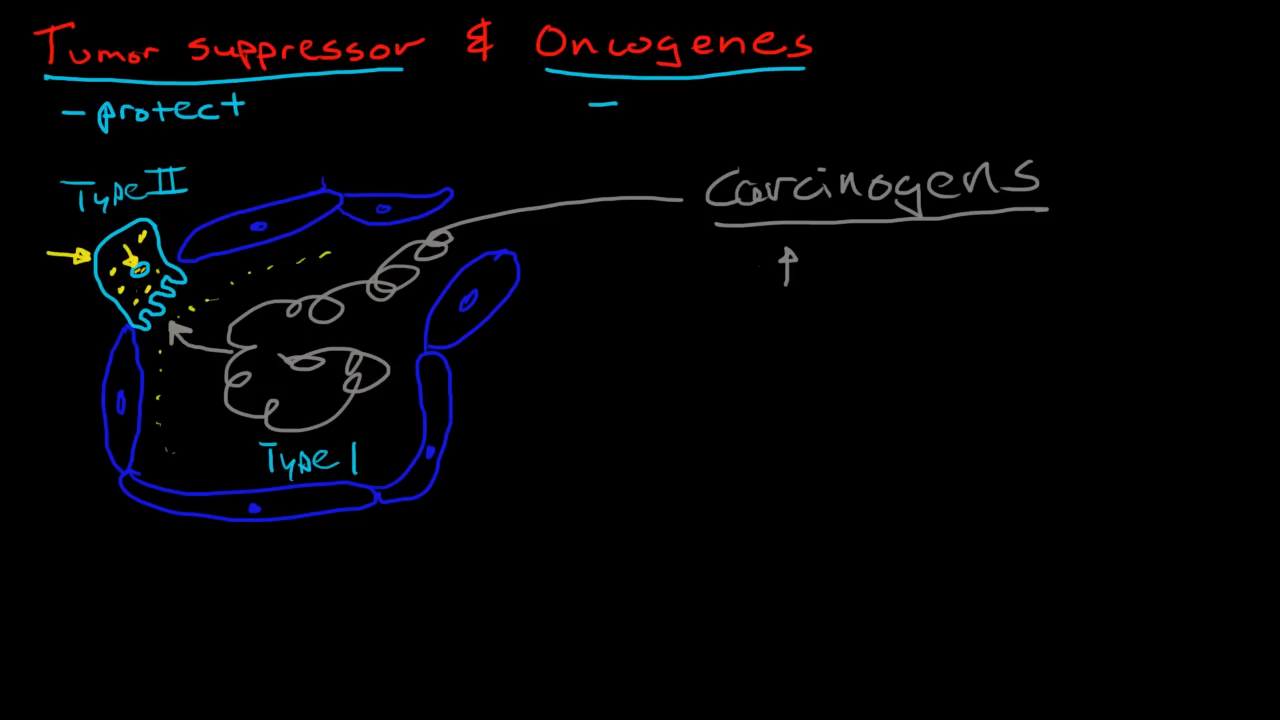 Tumor suppressor & Oncogenes
- protect -
Type II
Carcinogens
Type I